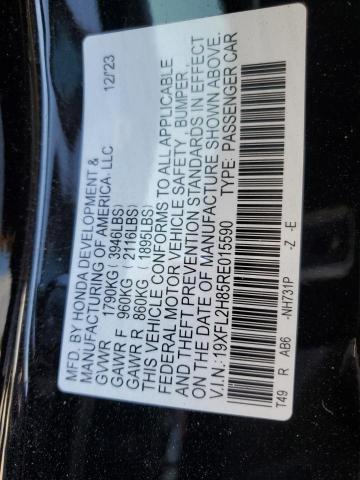 MFD. BY HONDA DEVELOPMENT &
MANUFACTURING OF AMERICA, LLC 12/23
GVWR 1790KG (3946LBS)
GAWR F 960KG (2116LBS)
GAWR R 860KG (1895LBS)
THIS VEHICLE CONFORMS TO ALL APPLICABLE
FEDERAL MOTOR VEHICLE SAFETY, BUMPER,
AND THEFT PREVENTION STANDARDS IN EFFECT
ON THE DATE OF MANUFACTURE SHOWN ABOVE.
V.I.N.: 19XFL2H85RE015590 TYPE: PASSENGER CAR
T49 R AB6 -NH731P -Z -E